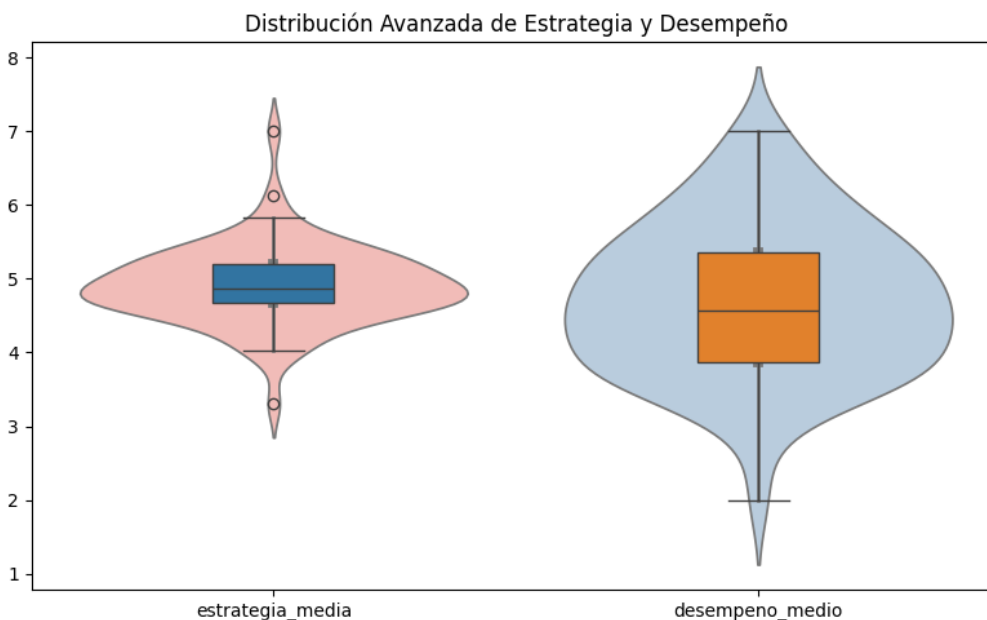 Distribución Avanzada de Estrategia y Desempeño
8
7
6
5
4
3
2
1
estrategia_media
desempeno_medio